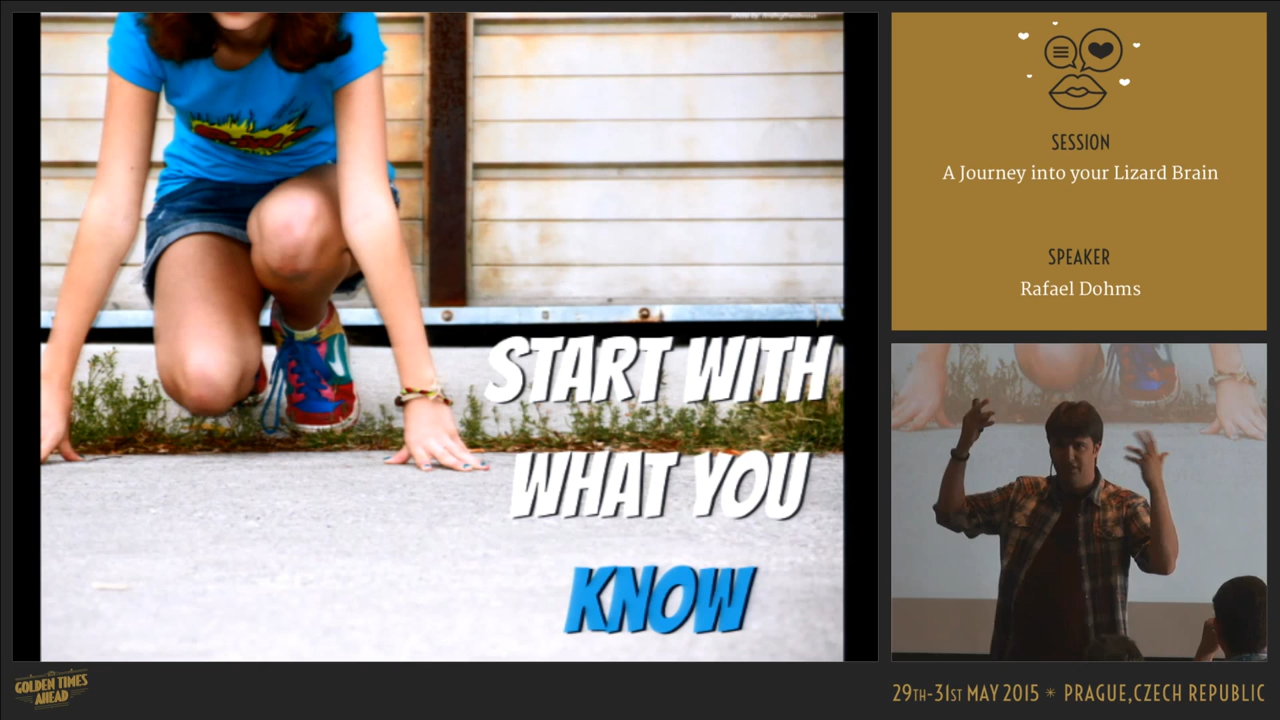 START WITH
WHAT YOU
KNOW
SESSION
A Journey into your Lizard Brain
SPEAKER
Rafael Dohms
GOLDEN TIMES
AHEAD
29TH-31ST MAY 2015 * PRAGUE,CZECH REPUBLIC